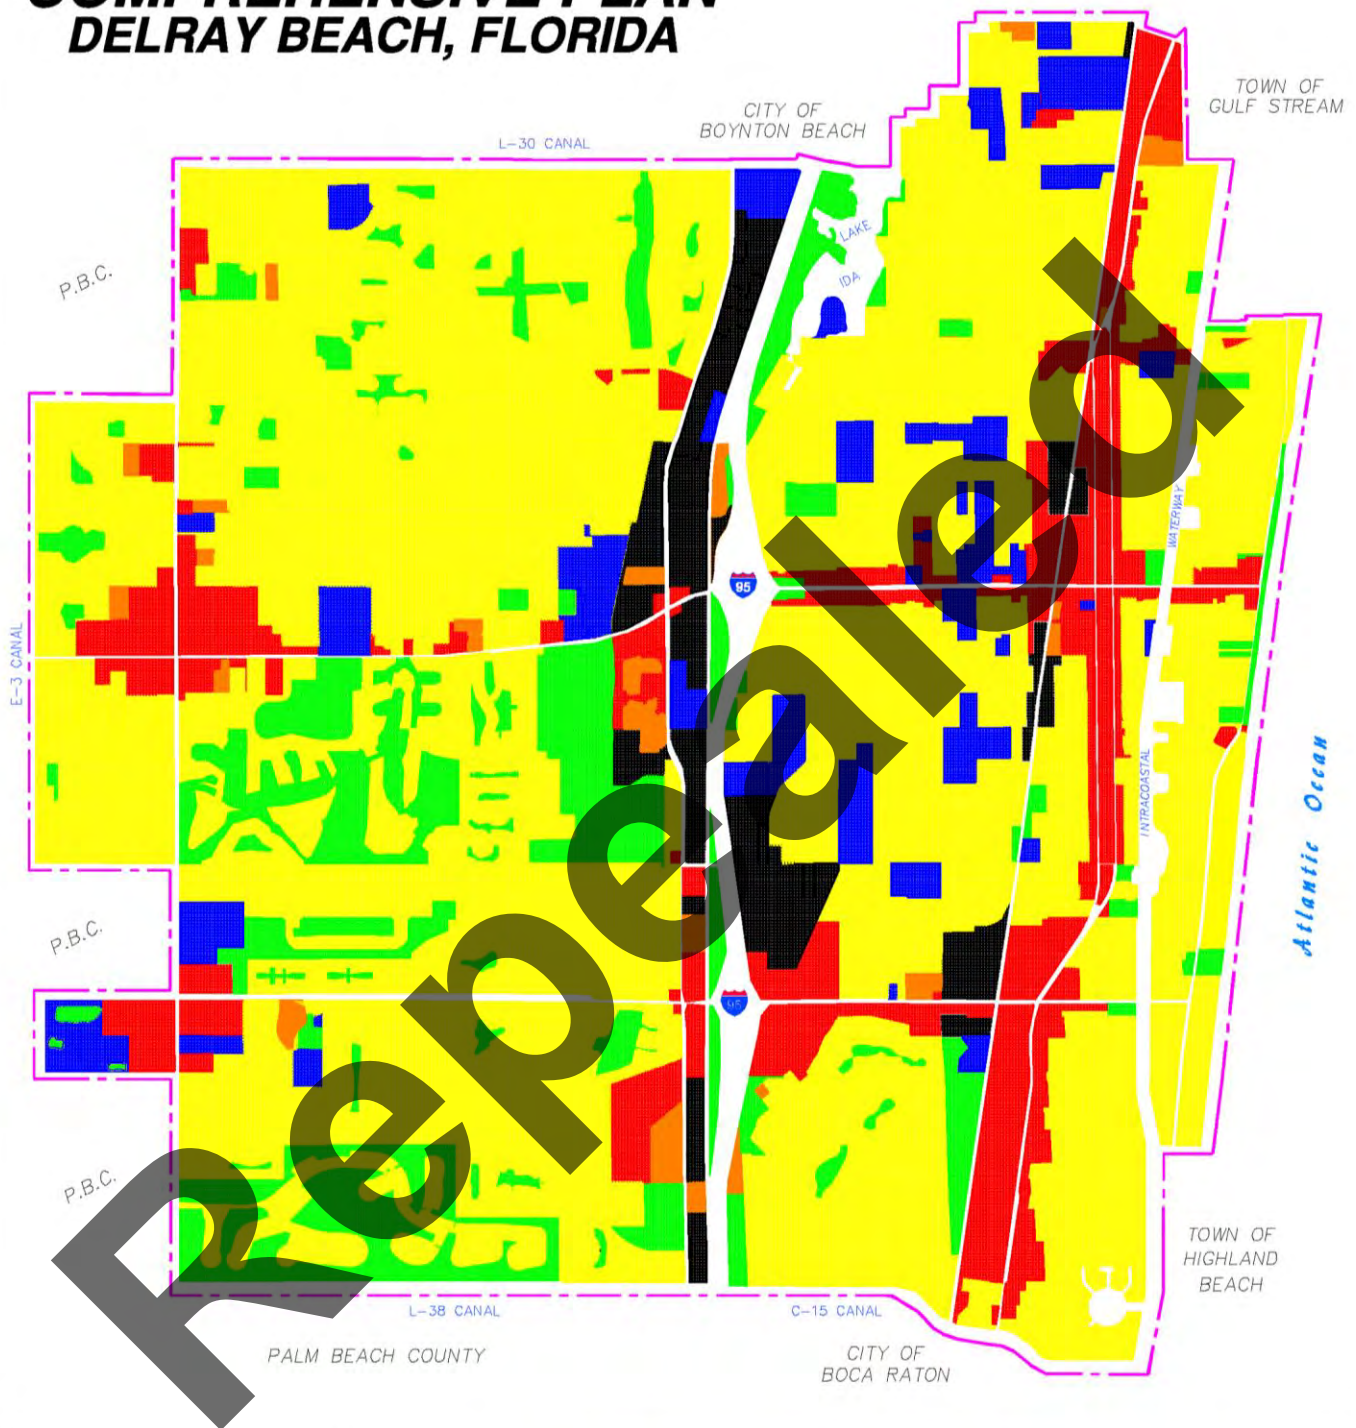 COMPREHENSIVE PLAN
DELRAY BEACH, FLORIDA
TOWN OF
GULF STREAM
CITY OF
BOYNTON BEACH
L-30 CANAL
LAKE
IDA
P.B.C.
WATERWAY
95
E-3 CANAL
INTRACOASTAL
Atlantic Ocean
P.B.C.
95
P.B.C.
TOWN OF
HIGHLAND
BEACH
L-38 CANAL
C-15 CANAL
PALM BEACH COUNTY
CITY OF
BOCA RATON
Repealed